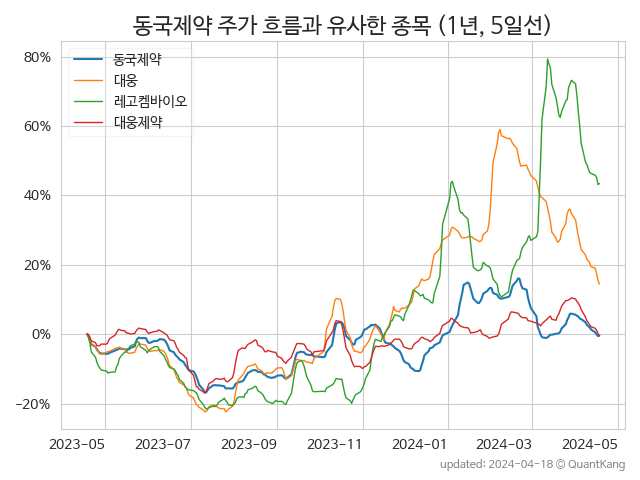 동국제약 주가 흐름과 유사한 종목 (1년, 5일선)
동국제약
대웅
레고켐바이오
대웅제약
80%
60%
40%
20%
0%
−20%
2023−05
2023−07
2023−09
2023−11
2024−01
2024−03
2024−05
updated: 2024−04−18 © QuantKang